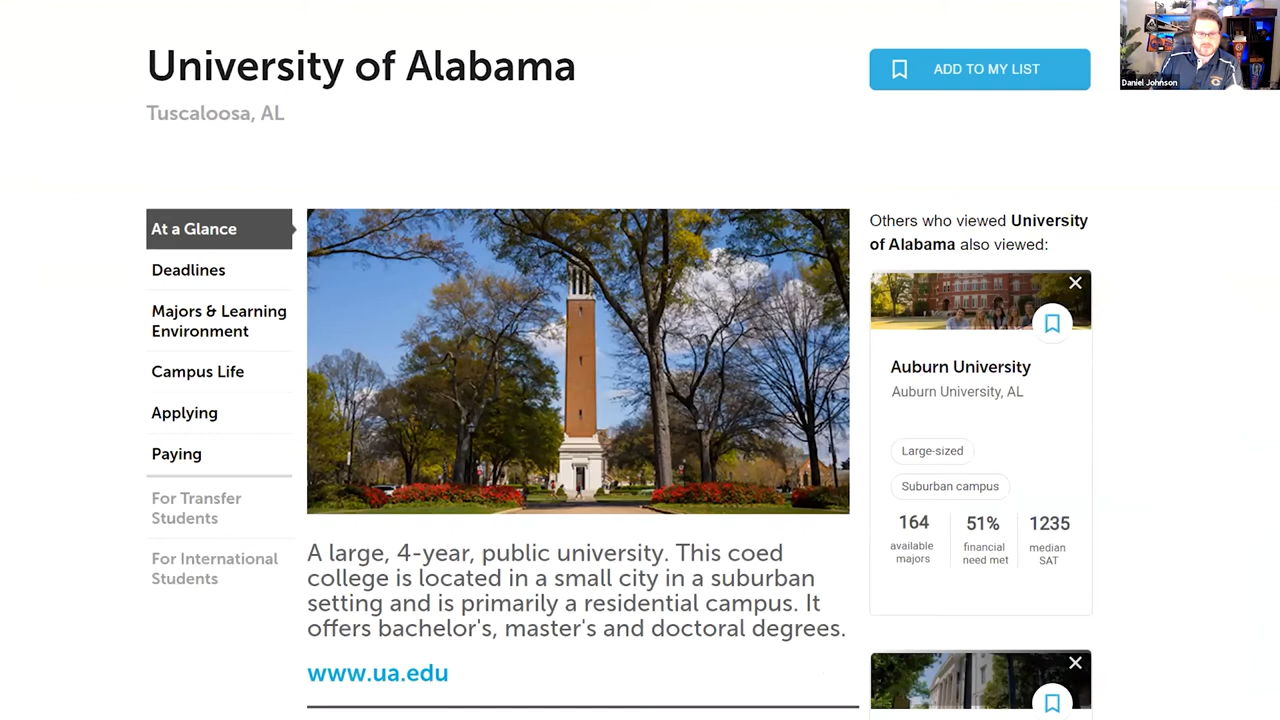 University of Alabama
Tuscaloosa, AL
ADD TO MY LIST
Daniel Johnson
At a Glance
Deadlines
Majors & Learning
Environment
Campus Life
Applying
Paying
For Transfer
Students
For International
Students
A large, 4-year, public university. This coed
college is located in a small city in a suburban
setting and is primarily a residential campus. It
offers bachelor's, master's and doctoral degrees.
www.ua.edu
Others who viewed University
of Alabama also viewed:
Auburn University
Auburn University, AL
Large-sized
Suburban campus
164
available
majors
51%
financial
need met
1235
median
SAT